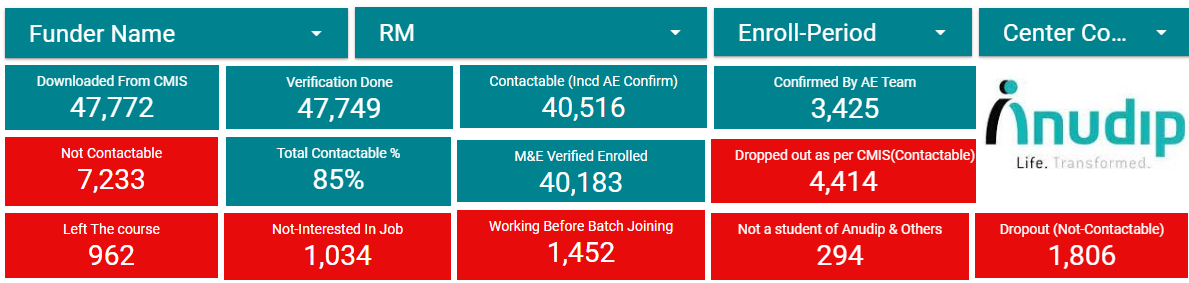 Funder Name
RM
Enroll-Period
Center Co...
Downloaded From CMIS
47,772
Verification Done
47,749
Contactable (Incd AE Confirm)
40,516
Confirmed By AE Team
3,425
anudip
Life. Transformed.
Not Contactable
7,233
Total Contactable %
85%
M&E Verified Enrolled
40,183
Dropped out as per CMIS(Contactable)
4,414
Left The course
962
Not-Interested In Job
1,034
Working Before Batch Joining
1,452
Not a student of Anudip & Others
294
Dropout (Not-Contactable)
1,806